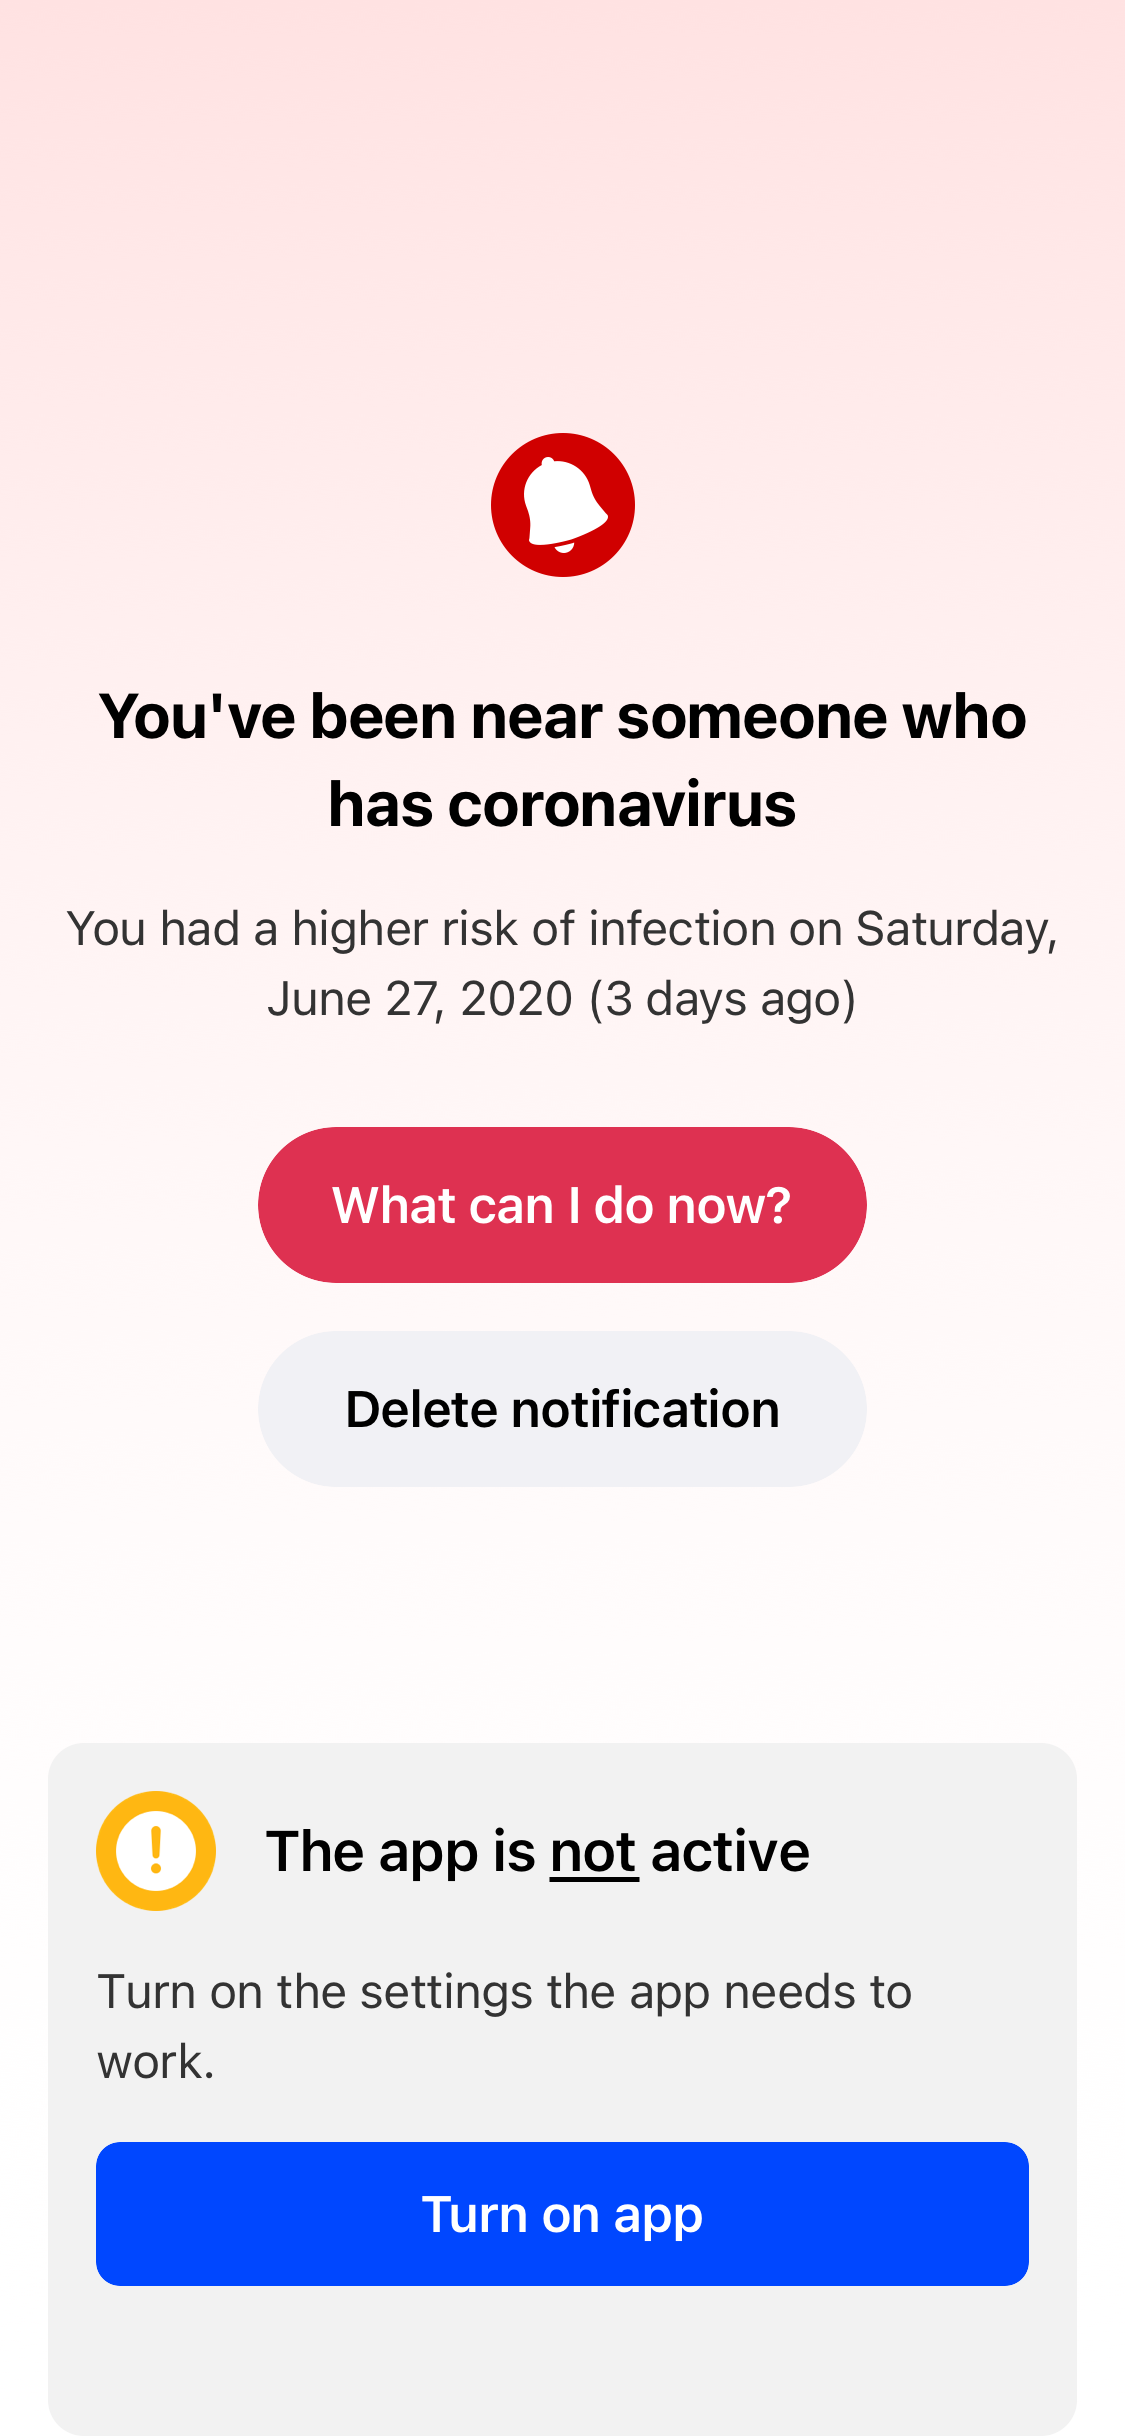 You've been near someone who
has coronavirus
You had a higher risk of infection on Saturday,
June 27, 2020 (3 days ago)
What can I do now?
Delete notification
The app is not active
Turn on the settings the app needs to
work.
Turn on app